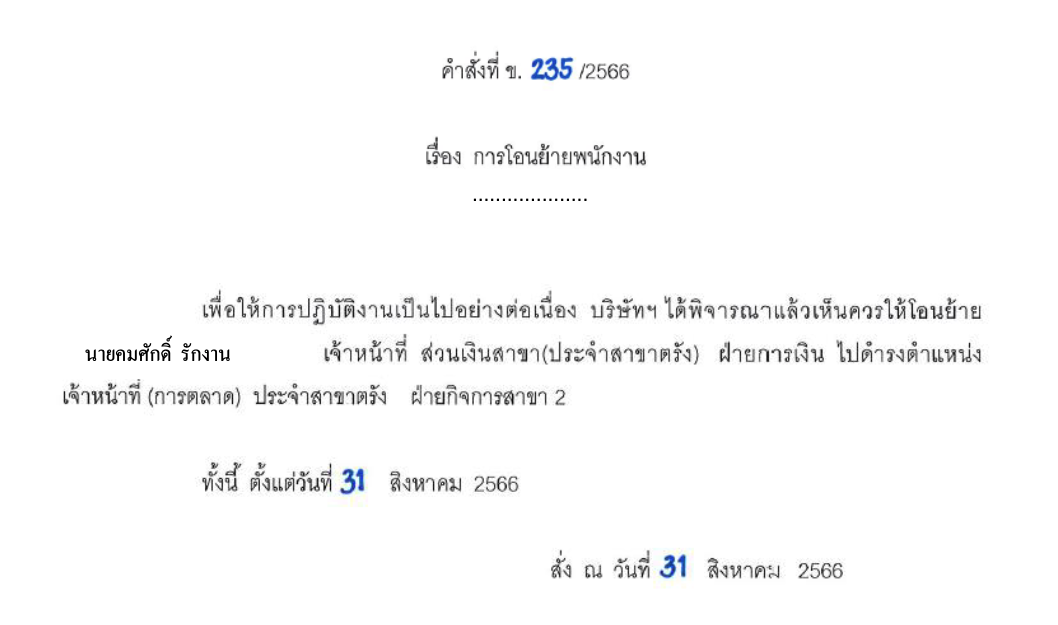 คำสั่งที่ ข. 235 /2566
เรื่อง การโอนย้ายพนักงาน
....................
เพื่อให้การปฏิบัติงานเป็นไปอย่างต่อเนื่อง บริษัทฯ ได้พิจารณาแล้วเห็นควรให้โอนย้าย
นายคมศักดิ์ รักงาน เจ้าหน้าที่ ส่วนเงินสาขา(ประจำสาขาตรัง) ฝ่ายการเงิน ไปดำรงตำแหน่ง
เจ้าหน้าที่ (การตลาด) ประจำสาขาตรัง ฝ่ายกิจการสาขา 2
ทั้งนี้ ตั้งแต่วันที่ 31 สิงหาคม 2566
สั่ง ณ วันที่ 31 สิงหาคม 2566